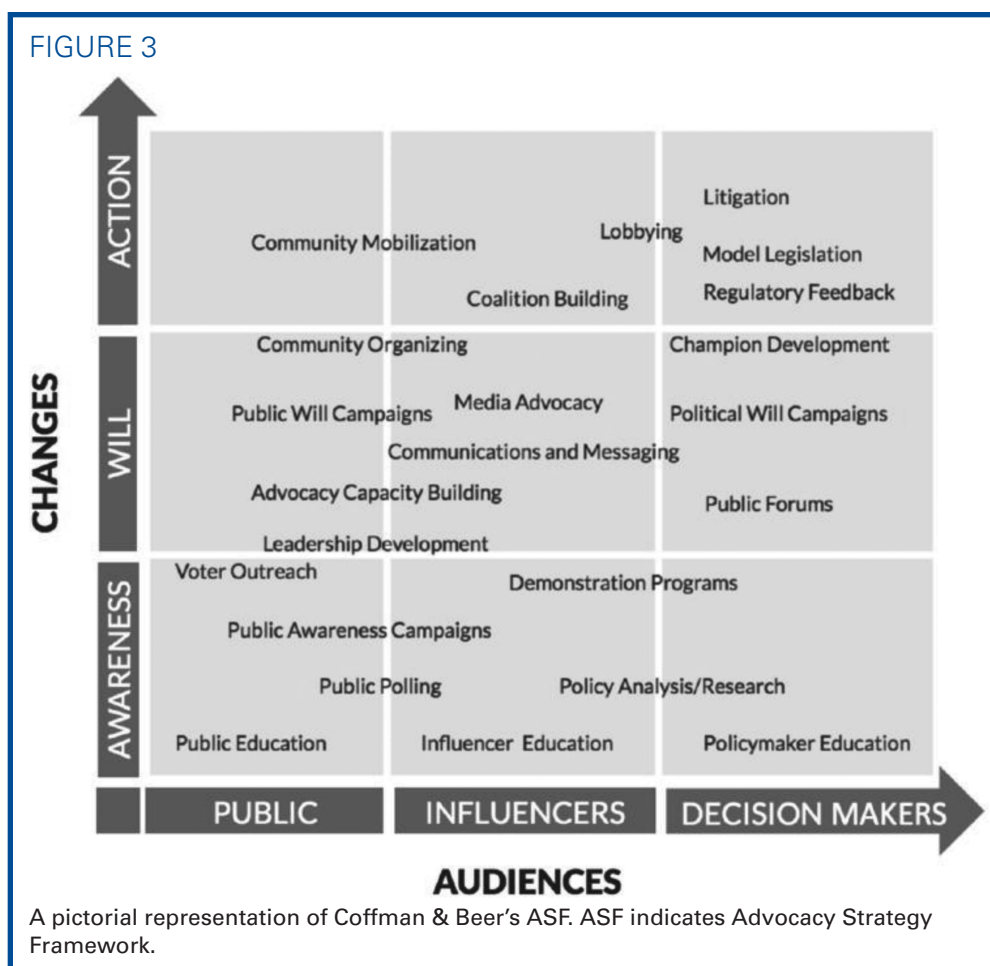 FIGURE 3
ACTION
Litigation
Lobbying
Community Mobilization
Model Legislation
Regulatory Feedback
Coalition Building
CHANGES
WILL
Community Organizing
Champion Development
Media Advocacy
Public Will Campaigns
Political Will Campaigns
Communications and Messaging
Advocacy Capacity Building
Public Forums
Leadership Development
AWARENESS
Voter Outreach
Demonstration Programs
Public Awareness Campaigns
Public Polling
Policy Analysis/Research
Public Education
Influencer Education
Policymaker Education
PUBLIC
INFLUENCERS
DECISION MAKERS
AUDIENCES
A pictorial representation of Coffman & Beer's ASF. ASF indicates Advocacy Strategy
Framework.